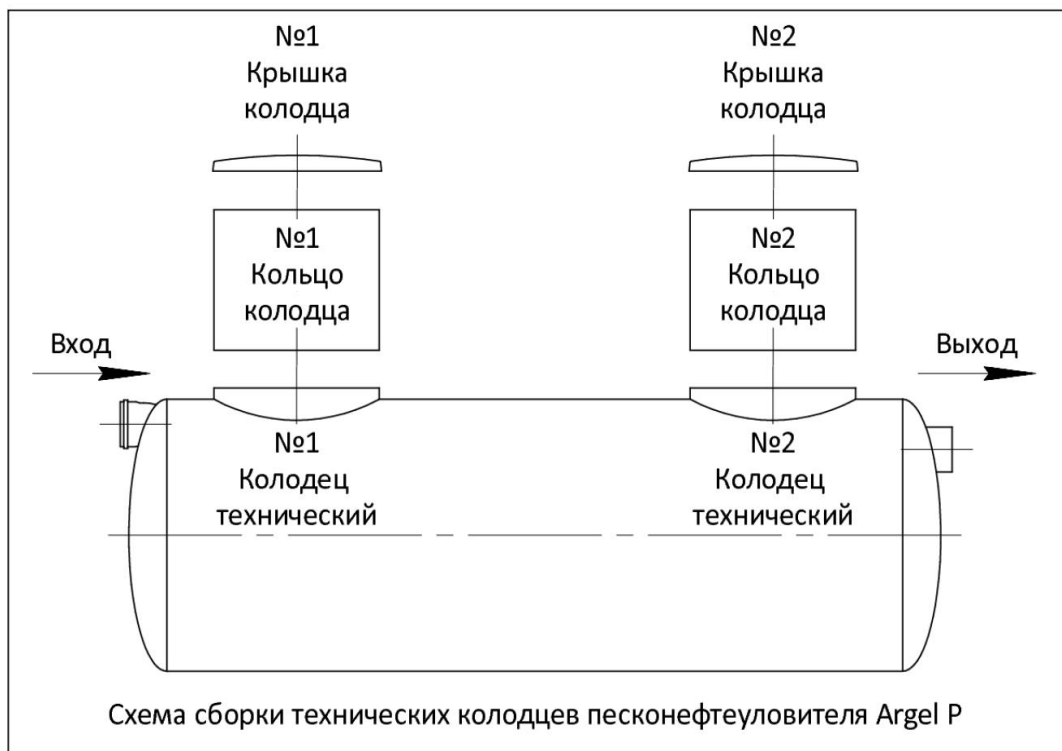 №1
Крышка
колодца
№2
Крышка
колодца
№1
Кольцо
колодца
№2
Кольцо
колодца
Вход
Выход
№1
Колодец
технический
№2
Колодец
технический
Схема сборки технических колодцев песконефтеуловителя Argel P